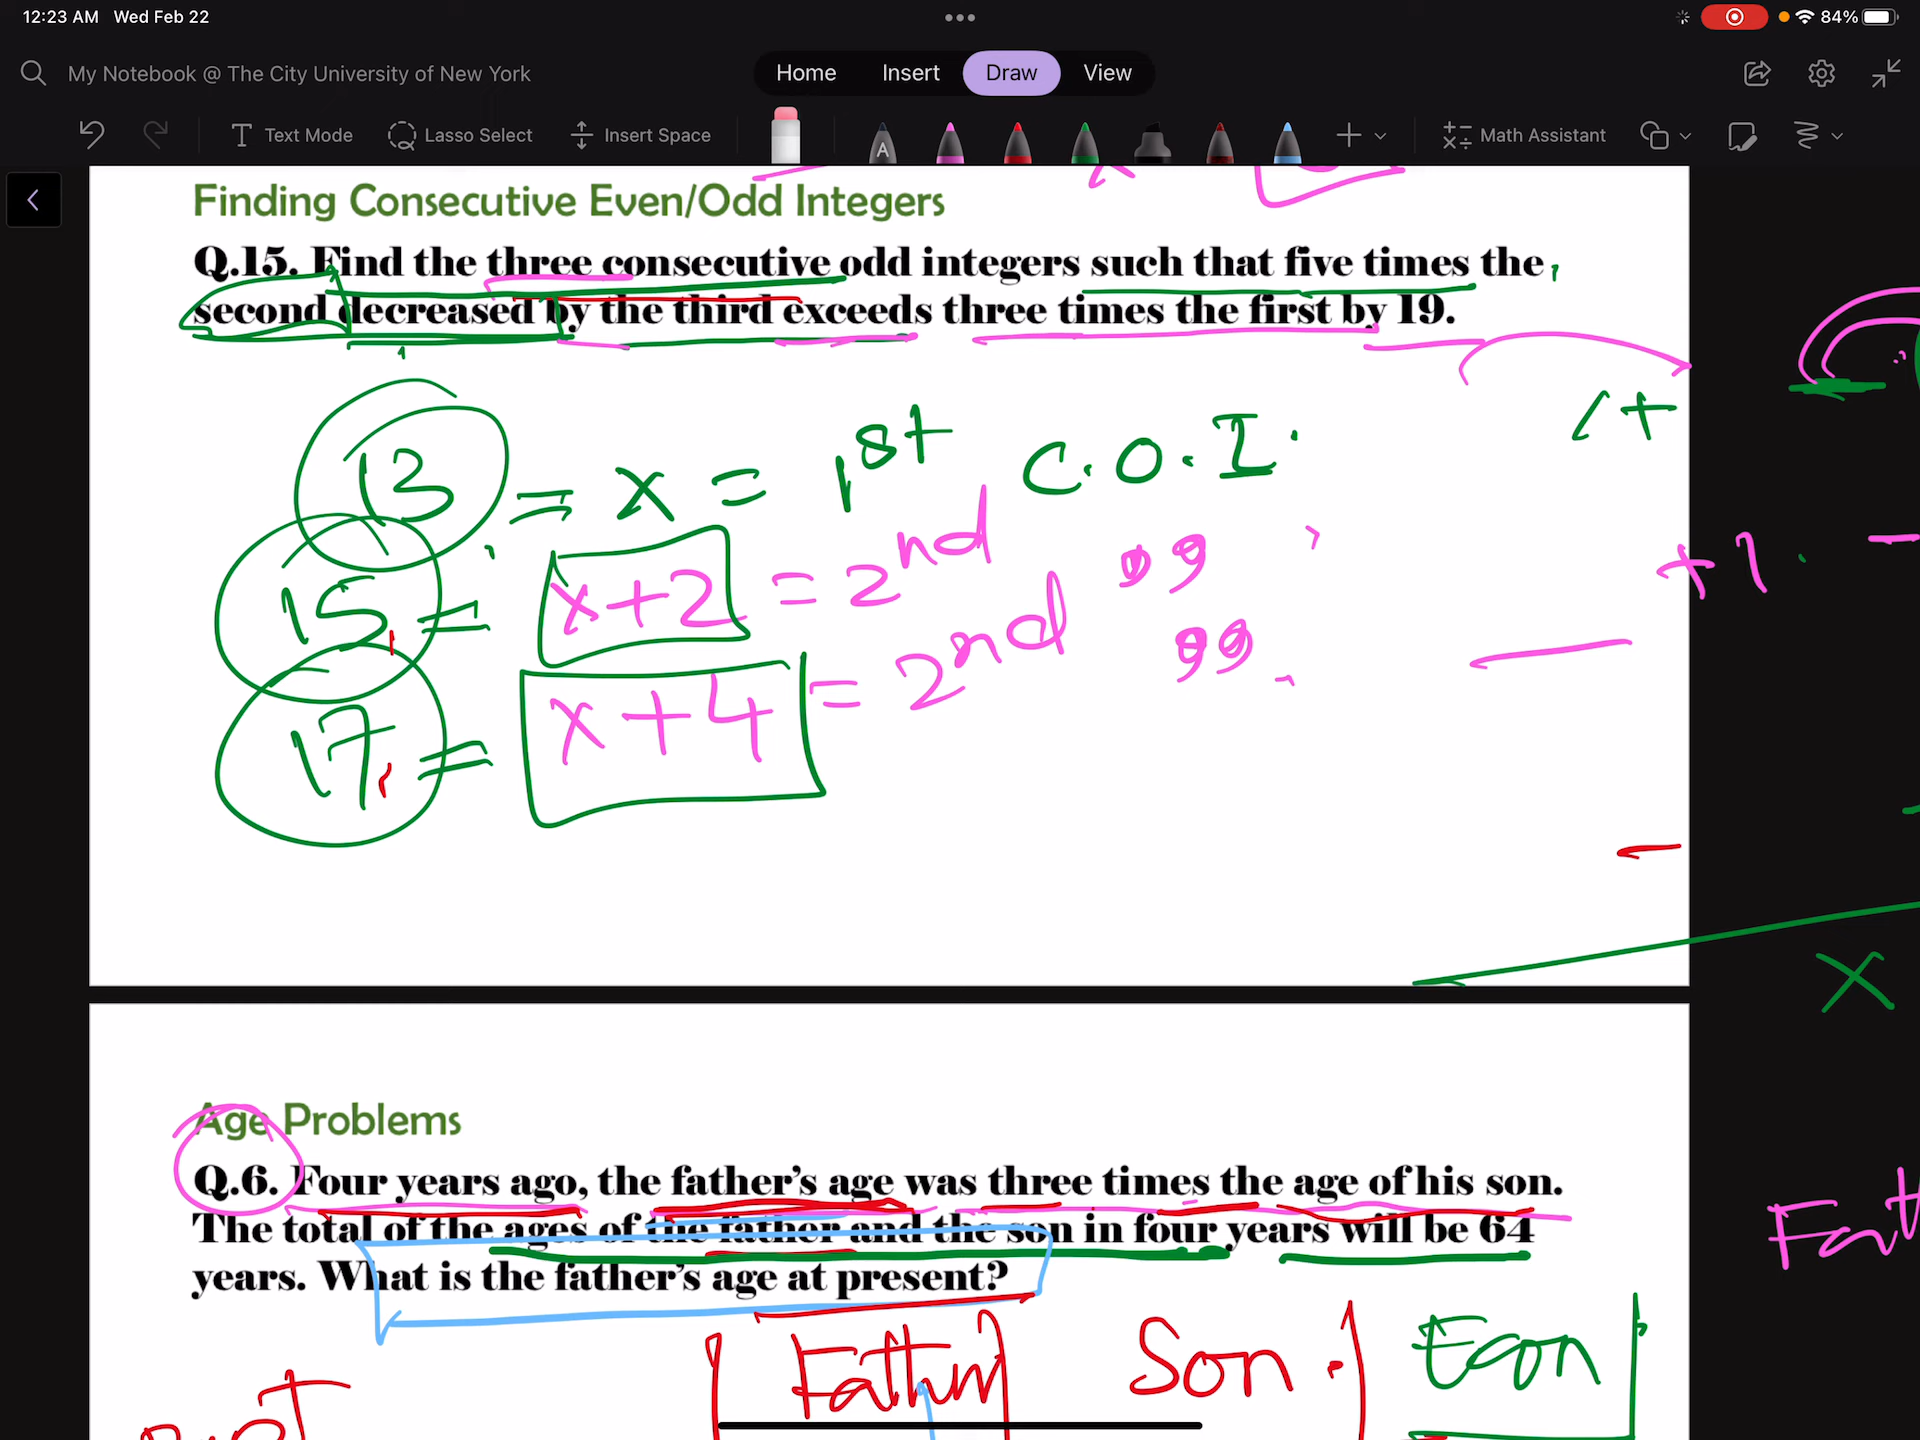 12:23 AM Wed Feb 22
84%
My Notebook @ The City University of New York
Home Insert Draw View
Text Mode Lasso Select Insert Space A Math Assistant
Finding Consecutive Even/Odd Integers
Q.15. Find the three consecutive odd integers such that five times the
second decreased by the third exceeds three times the first by 19.
13 = x = 1st C.O.I.
15 = x+2 = 2nd ,,
17 = x+4 = 2nd ,,
+1
x
Age Problems
Q.6. Four years ago, the father's age was three times the age of his son.
The total of the ages of the father and the son in four years will be 64
years. What is the father's age at present?
Son
Econ